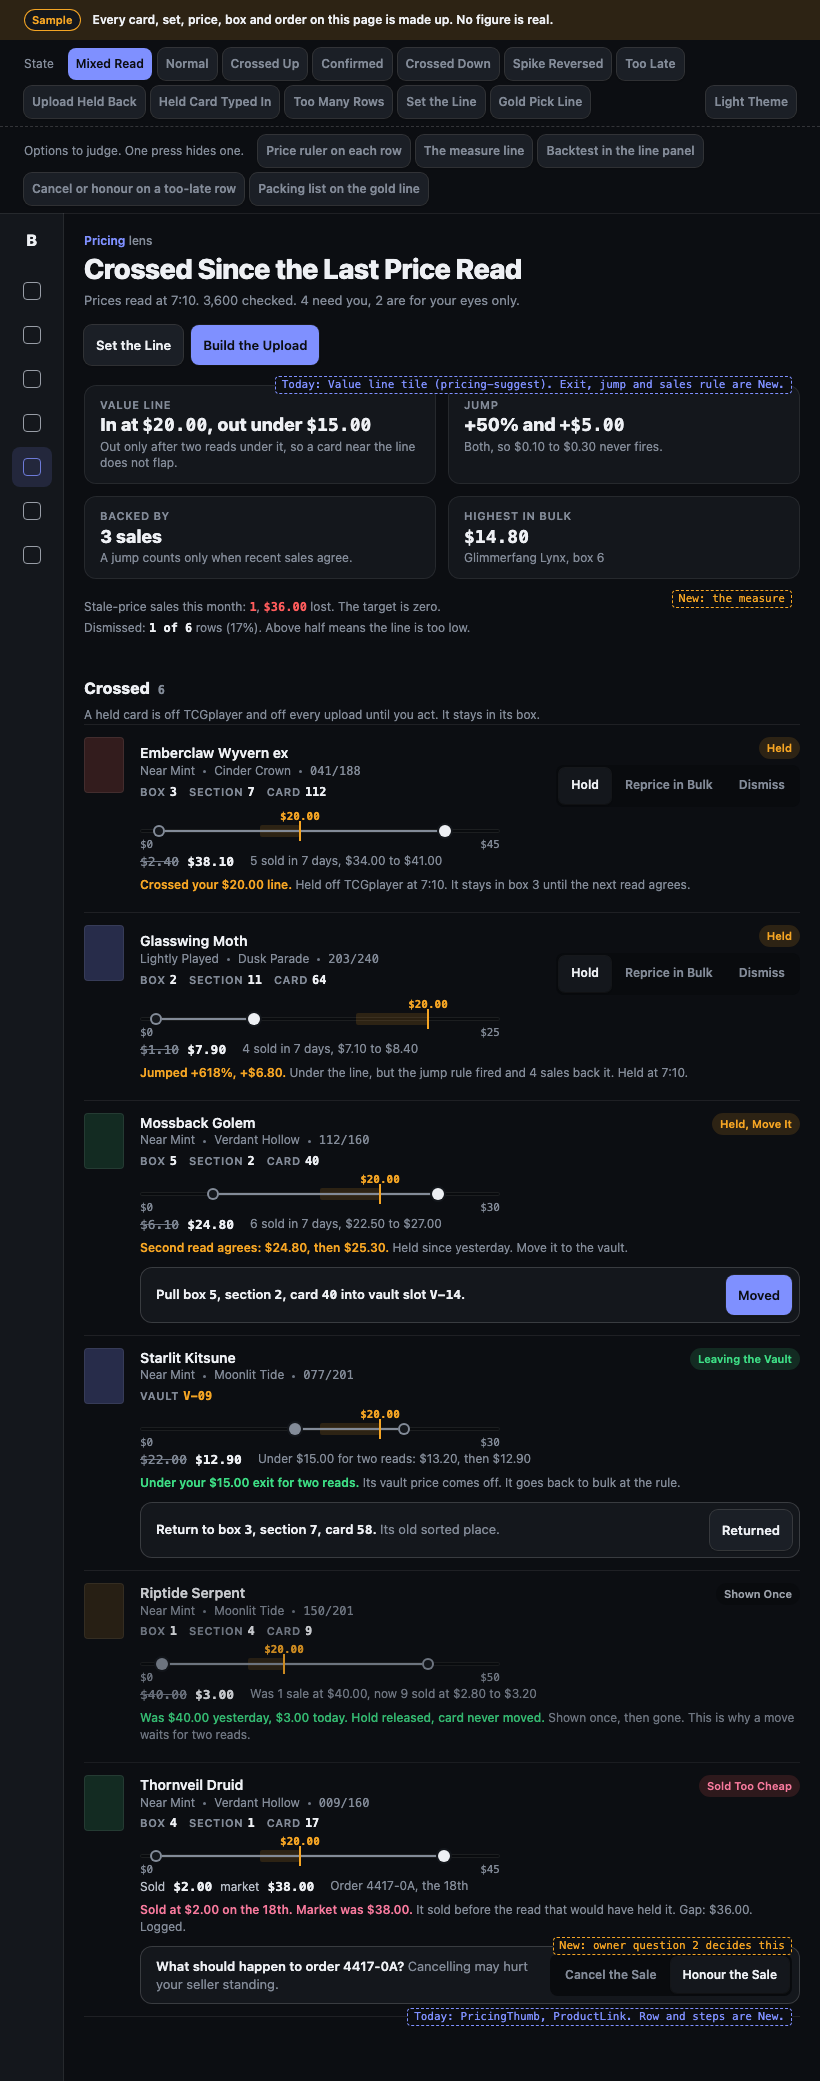 Sample Every card, set, price, box and order on this page is made up. No figure is real.
State Mixed Read Normal Crossed Up Confirmed Crossed Down Spike Reversed Too Late
Upload Held Back Held Card Typed In Too Many Rows Set the Line Gold Pick Line Light Theme
Options to judge. One press hides one. Price ruler on each row The measure line Backtest in the line panel
Cancel or honour on a too-late row Packing list on the gold line
B
Pricing lens
Crossed Since the Last Price Read
Prices read at 7:10. 3,600 checked. 4 need you, 2 are for your eyes only.
Set the Line Build the Upload
Today: Value line tile (pricing-suggest). Exit, jump and sales rule are New.
VALUE LINE
In at $20.00, out under $15.00
Out only after two reads under it, so a card near the line
does not flap.
JUMP
+50% and +$5.00
Both, so $0.10 to $0.30 never fires.
BACKED BY
3 sales
A jump counts only when recent sales agree.
HIGHEST IN BULK
$14.80
Glimmerfang Lynx, box 6
Stale-price sales this month: 1, $36.00 lost. The target is zero.
New: the measure
Dismissed: 1 of 6 rows (17%). Above half means the line is too low.
Crossed 6
A held card is off TCGplayer and off every upload until you act. It stays in its box.
Emberclaw Wyvern ex
Held
Near Mint • Cinder Crown • 041/188
BOX 3 SECTION 7 CARD 112
Hold Reprice in Bulk Dismiss
$20.00
$0 $45
$2.40 $38.10 5 sold in 7 days, $34.00 to $41.00
Crossed your $20.00 line. Held off TCGplayer at 7:10. It stays in box 3 until the next read agrees.
Glasswing Moth
Held
Lightly Played • Dusk Parade • 203/240
BOX 2 SECTION 11 CARD 64
Hold Reprice in Bulk Dismiss
$20.00
$0 $25
$1.10 $7.90 4 sold in 7 days, $7.10 to $8.40
Jumped +618%, +$6.80. Under the line, but the jump rule fired and 4 sales back it. Held at 7:10.
Mossback Golem
Held, Move It
Near Mint • Verdant Hollow • 112/160
BOX 5 SECTION 2 CARD 40
$20.00
$0 $30
$6.10 $24.80 6 sold in 7 days, $22.50 to $27.00
Second read agrees: $24.80, then $25.30. Held since yesterday. Move it to the vault.
Pull box 5, section 2, card 40 into vault slot V-14. Moved
Starlit Kitsune
Leaving the Vault
Near Mint • Moonlit Tide • 077/201
VAULT V-09
$20.00
$0 $30
$22.00 $12.90 Under $15.00 for two reads: $13.20, then $12.90
Under your $15.00 exit for two reads. Its vault price comes off. It goes back to bulk at the rule.
Return to box 3, section 7, card 58. Its old sorted place. Returned
Riptide Serpent
Shown Once
Near Mint • Moonlit Tide • 150/201
BOX 1 SECTION 4 CARD 9
$20.00
$0 $50
$40.00 $3.00 Was 1 sale at $40.00, now 9 sold at $2.80 to $3.20
Was $40.00 yesterday, $3.00 today. Hold released, card never moved. Shown once, then gone. This is why a move
waits for two reads.
Thornveil Druid
Sold Too Cheap
Near Mint • Verdant Hollow • 009/160
BOX 4 SECTION 1 CARD 17
$20.00
$0 $45
Sold $2.00 market $38.00 Order 4417-0A, the 18th
Sold at $2.00 on the 18th. Market was $38.00. It sold before the read that would have held it. Gap: $36.00.
Logged.
New: owner question 2 decides this
What should happen to order 4417-0A? Cancelling may hurt
your seller standing.
Cancel the Sale Honour the Sale
Today: PricingThumb, ProductLink. Row and steps are New.